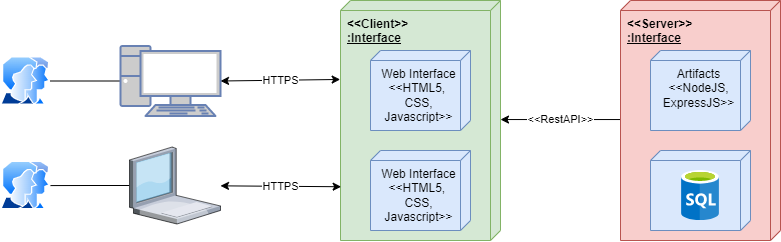 <<Client>>
:Interface
HTTPS
Web Interface
<<HTML5,
CSS,
Javascript>>
HTTPS
Web Interface
<<HTML5,
CSS,
Javascript>>
<<RestAPI>>
<<Server>>
:Interface
Artifacts
<<NodeJS,
ExpressJS>>
SQL